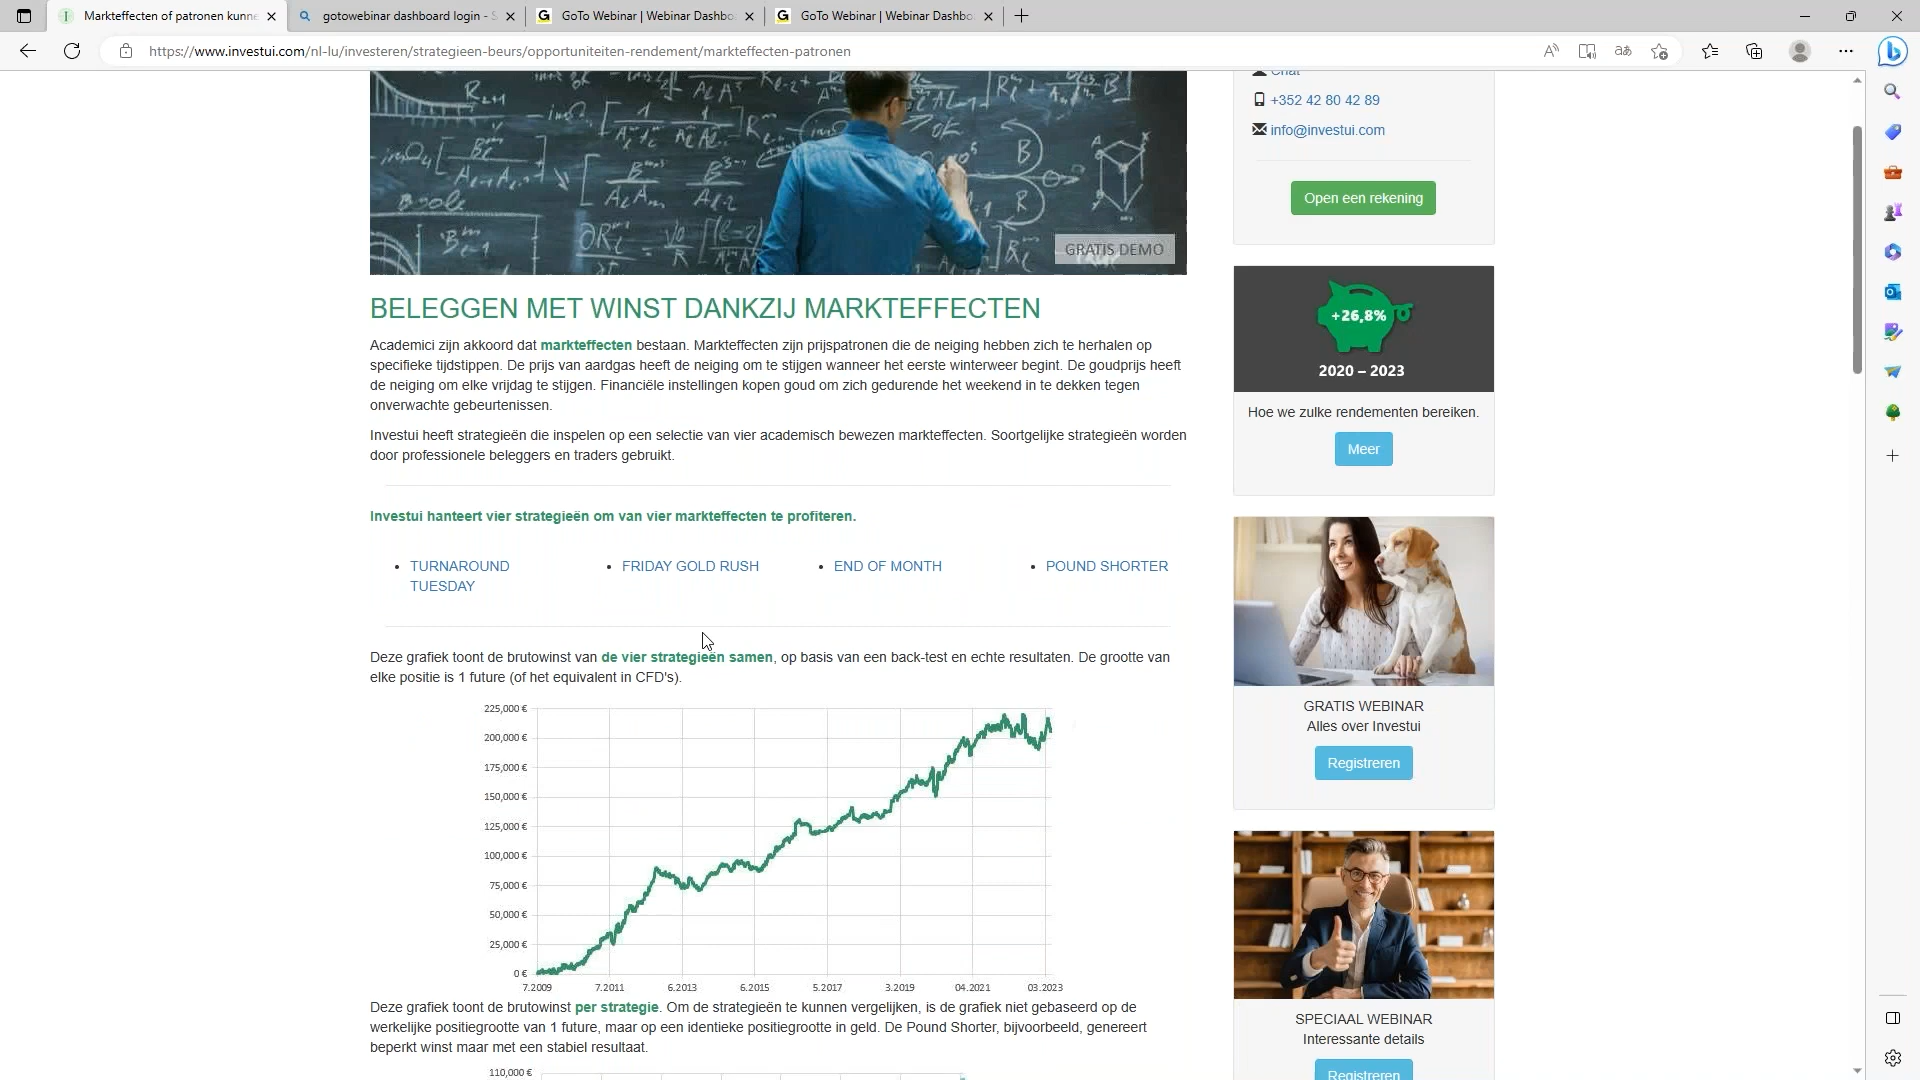 Markteffecten of patronen kunne
gotowebinar dashboard login - S
GoTo Webinar | Webinar Dashbo
GoTo Webinar | Webinar Dashbo
https://www.investui.com/nl-lu/investeren/strategieen-beurs/opportuniteiten-rendement/markteffecten-patronen
GRATIS DEMO
BELEGGEN MET WINST DANKZIJ MARKTEFFECTEN
Academici zijn akkoord dat markteffecten bestaan. Markteffecten zijn prijspatronen die de neiging hebben zich te herhalen op
specifieke tijdstippen. De prijs van aardgas heeft de neiging om te stijgen wanneer het eerste winterweer begint. De goudprijs heeft
de neiging om elke vrijdag te stijgen. Financiële instellingen kopen goud om zich gedurende het weekend in te dekken tegen
onverwachte gebeurtenissen.
Investui heeft strategieën die inspelen op een selectie van vier academisch bewezen markteffecten. Soortgelijke strategieën worden
door professionele beleggers en traders gebruikt.
Investui hanteert vier strategieën om van vier markteffecten te profiteren.
• TURNAROUND
TUESDAY
• FRIDAY GOLD RUSH
• END OF MONTH
• POUND SHORTER
Deze grafiek toont de brutowinst van de vier strategieën samen, op basis van een back-test en echte resultaten. De grootte van
elke positie is 1 future (of het equivalent in CFD's).
225,000 €
200,000 €
175,000 €
150,000 €
125,000 €
100,000 €
75,000 €
50,000 €
25,000 €
0 €
7.2009 7.2011 6.2013 6.2015 5.2017 3.2019 04.2021 03.2023
Deze grafiek toont de brutowinst per strategie. Om de strategieën te kunnen vergelijken, is de grafiek niet gebaseerd op de
werkelijke positiegrootte van 1 future, maar op een identieke positiegrootte in geld. De Pound Shorter, bijvoorbeeld, genereert
beperkt winst maar met een stabiel resultaat.
110,000 €
Chat
+352 42 80 42 89
info@investui.com
Open een rekening
+26,8%
2020 – 2023
Hoe we zulke rendementen bereiken.
Meer
GRATIS WEBINAR
Alles over Investui
Registreren
SPECIAAL WEBINAR
Interessante details
Registreren